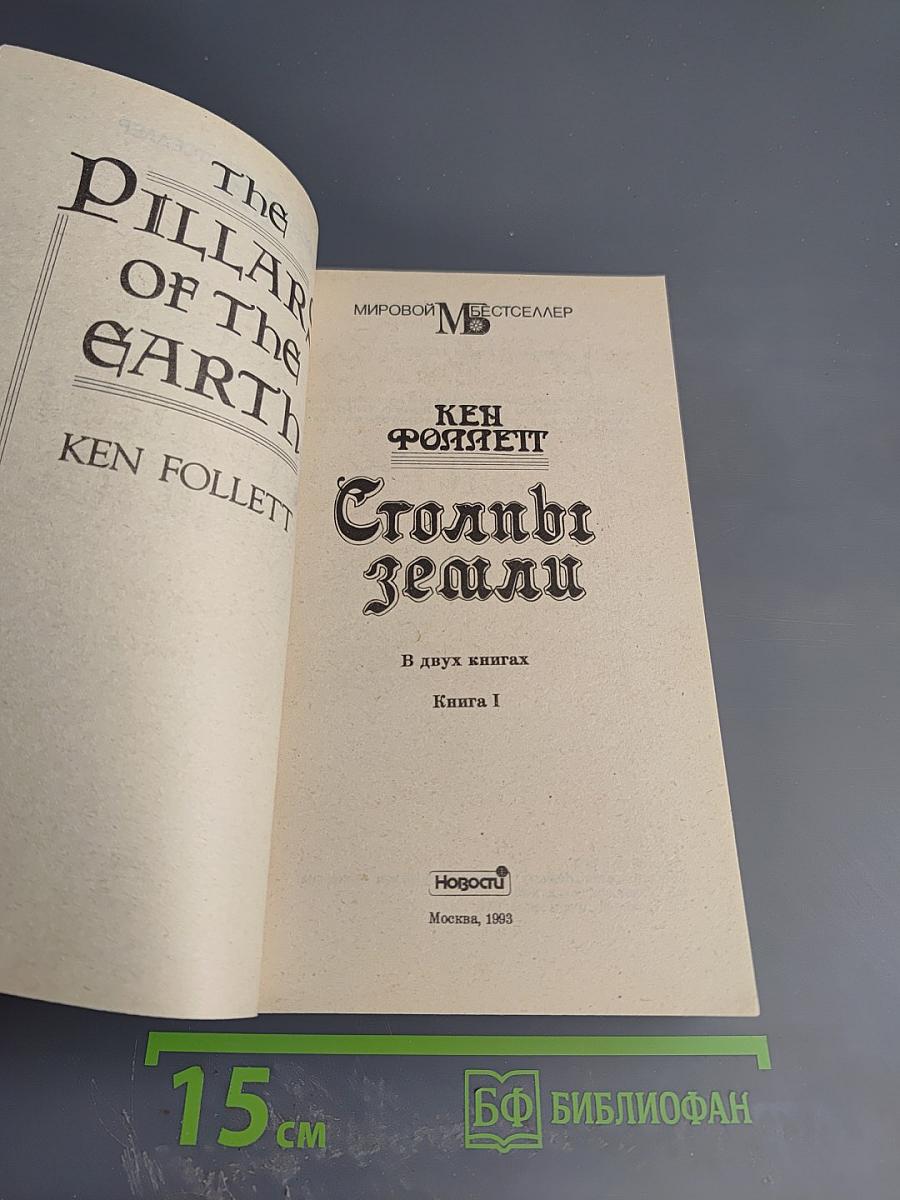 The
PILLARS
OF The
EARTh
KEN FOLLETT
МИРОВОЙ МБ БЕСТСЕЛЛЕР
КЕН
ФОЛЛЕТТ
Столпы
земли
В двух книгах
Книга I
Новости
Москва, 1993
15 см
БФ БИБЛИОФАН